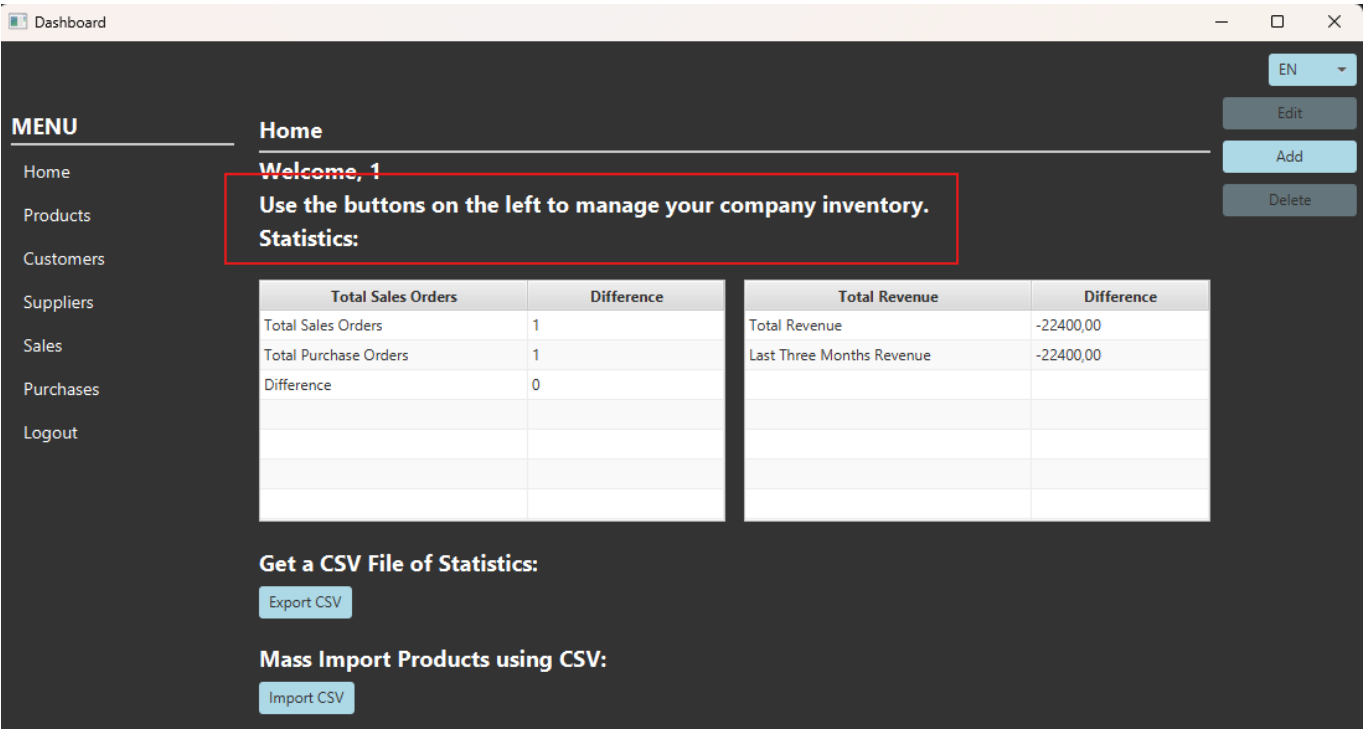 Dashboard
EN
Edit
Add
Delete
MENU
Home
Products
Customers
Suppliers
Sales
Purchases
Logout
Home
Welcome, 1
Use the buttons on the left to manage your company inventory.
Statistics:
Total Sales Orders Difference
Total Sales Orders 1
Total Purchase Orders 1
Difference 0
Total Revenue Difference
Total Revenue -22400,00
Last Three Months Revenue -22400,00
Get a CSV File of Statistics:
Export CSV
Mass Import Products using CSV:
Import CSV